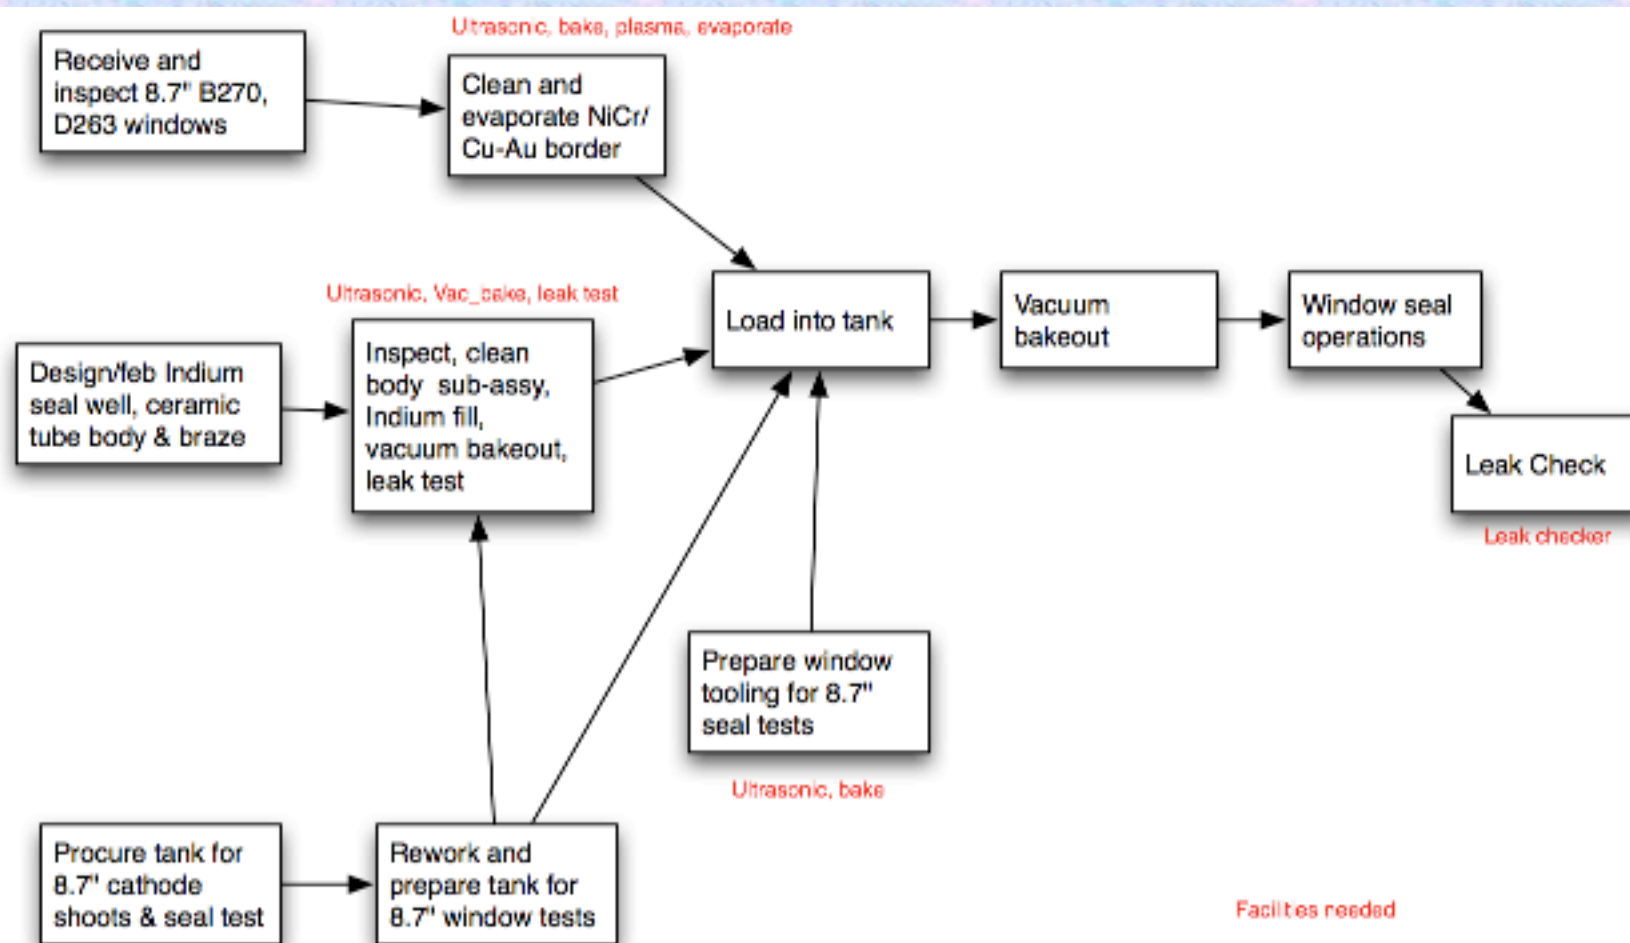 Ultrasonic, bake, plasma, evaporate
Receive and
inspect 8.7" B270,
D263 windows
Clean and
evaporate NiCr/
Cu-Au border
Ultrasonic, Vac_bake, leak test
Design/feb Indium
seal well, ceramic
tube body & braze
Inspect, clean
body sub-assy,
Indium fill,
vacuum bakeout,
leak test
Load into tank
Vacuum
bakeout
Window seal
operations
Leak Check
Leak checker
Prepare window
tooling for 8.7"
seal tests
Ultrasonic, bake
Procure tank for
8.7" cathode
shoots & seal test
Rework and
prepare tank for
8.7" window tests
Facilities needed